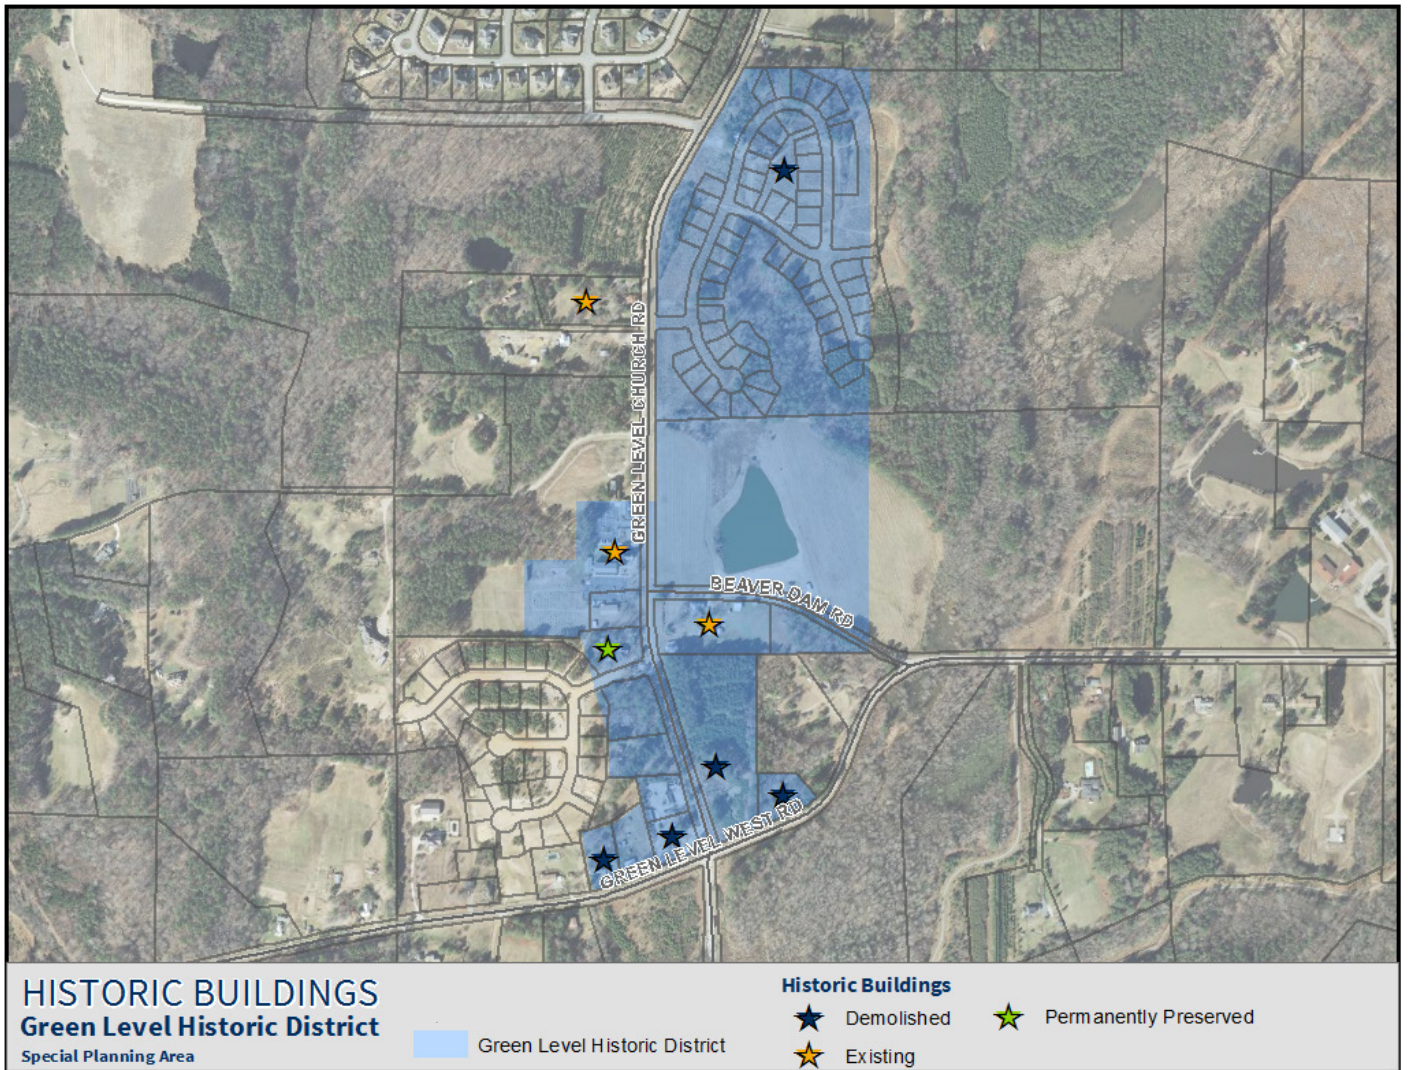 GREEN LEVEL CHURCH RD
BEAVER DAM RD
GREEN LEVEL WEST RD
HISTORIC BUILDINGS
Green Level Historic District
Special Planning Area
Green Level Historic District
Historic Buildings
Demolished
Permanently Preserved
Existing